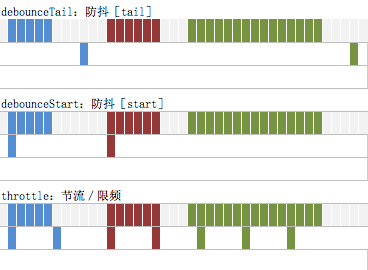 debounceTail: 防抖［tail］
debounceStart: 防抖［start］
throttle: 节流／限频